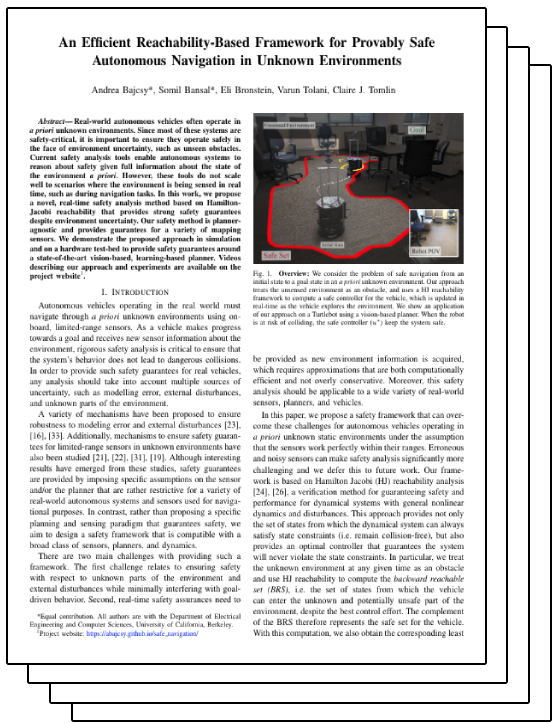 An Efficient Reachability-Based Framework for Provably Safe
Autonomous Navigation in Unknown Environments
Andrea Bajcsy*, Somil Bansal*, Eli Bronstein, Varun Tolani, Claire J. Tomlin
Abstract—Real-world autonomous vehicles often operate in
a priori unknown environments. Since most of these systems are
safety-critical, it is important to ensure they operate safely in
the face of environment uncertainty, such as unseen obstacles.
Current safety analysis tools enable autonomous systems to
reason about safety given full information about the state of
the environment a priori. However, these tools do not scale
well to scenarios where the environment is being sensed in real
time, such as during navigation tasks. In this work, we propose
a novel, real-time safety analysis method based on Hamilton-
Jacobi reachability that provides strong safety guarantees
despite environment uncertainty. Our safety method is planner-
agnostic and provides guarantees for a variety of mapping
sensors. We demonstrate the proposed approach in simulation
and on a hardware test-bed to provide safety guarantees around
a state-of-the-art vision-based, learning-based planner. Videos
describing our approach and experiments are available on the
project website¹.
I. INTRODUCTION
Autonomous vehicles operating in the real world must
navigate through a priori unknown environments using on-
board, limited-range sensors. As a vehicle makes progress
towards a goal and receives new sensor information about the
environment, rigorous safety analysis is critical to ensure that
the system's behavior does not lead to dangerous collisions.
In order to provide such safety guarantees for real vehicles,
any analysis should take into account multiple sources of
uncertainty, such as modelling error, external disturbances,
and unknown parts of the environment.
A variety of mechanisms have been proposed to ensure
robustness to modeling error and external disturbances [23],
[16], [33]. Additionally, mechanisms to ensure safety guaran-
tees for limited-range sensors in unknown environments have
also been studied [21], [22], [31], [19]. Although interesting
results have emerged from these studies, safety guarantees
are provided by imposing specific assumptions on the sensor
and/or the planner that are rather restrictive for a variety of
real-world autonomous systems and sensors used for naviga-
tional purposes. In contrast, rather than proposing a specific
planning and sensing paradigm that guarantees safety, we
aim to design a safety framework that is compatible with a
broad class of sensors, planners, and dynamics.
There are two main challenges with providing such a
framework. The first challenge relates to ensuring safety
with respect to unknown parts of the environment and
external disturbances while minimally interfering with goal-
driven behavior. Second, real-time safety assurances need to
*Equal contribution. All authors are with the Department of Electrical
Engineering and Computer Sciences, University of California, Berkeley.
¹Project website: https://abajcsy.github.io/safe_navigation/
Goal
Safe Set
Robot POV
Fig. 1. Overview: We consider the problem of safe navigation from an
initial state to a goal state in an a priori unknown environment. Our approach
treats the unsensed environment as an obstacle, and uses a HJ reachability
framework to compute a safe controller for the vehicle, which is updated in
real-time as the vehicle explores the environment. We show an application
of our approach on a Turtlebot using a vision-based planner. When the robot
is at risk of colliding, the safe controller (u*) keep the system safe.
be provided as new environment information is acquired,
which requires approximations that are both computationally
efficient and not overly conservative. Moreover, this safety
analysis should be applicable to a wide variety of real-world
sensors, planners, and vehicles.
In this paper, we propose a safety framework that can over-
come these challenges for autonomous vehicles operating in
a priori unknown static environments under the assumption
that the sensors work perfectly within their ranges. Erroneous
and noisy sensors can make safety analysis significantly more
challenging and we defer this to future work. Our frame-
work is based on Hamilton Jacobi (HJ) reachability analysis
[24], [26], a verification method for guaranteeing safety and
performance for dynamical systems with general nonlinear
dynamics and disturbances. This approach provides not only
the set of states from which the dynamical system can always
satisfy state constraints (i.e. remain collision-free), but also
provides an optimal controller that guarantees the system
will never violate the state constraints. In particular, we treat
the unknown environment at any given time as an obstacle
and use HJ reachability to compute the backward reachable
set (BRS), i.e. the set of states from which the vehicle
can enter the unknown and potentially unsafe part of the
environment, despite the best control effort. The complement
of the BRS therefore represents the safe set for the vehicle.
With this computation, we also obtain the corresponding least